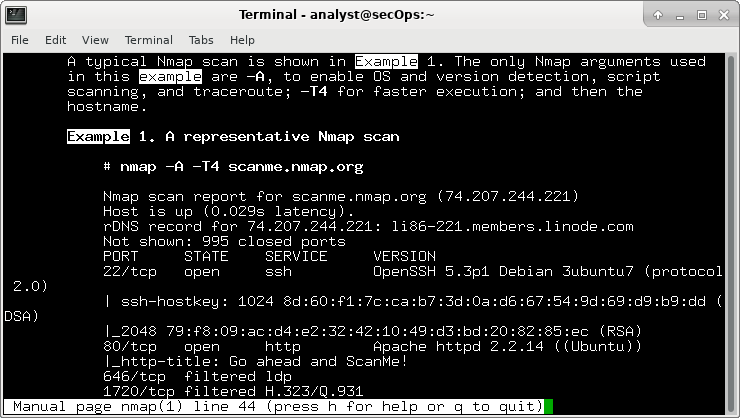 Terminal - analyst@secOps:~
File Edit View Terminal Tabs Help
A typical Nmap scan is shown in Example 1. The only Nmap arguments used
in this example are -A, to enable OS and version detection, script
scanning, and traceroute; -T4 for faster execution; and then the
hostname.
Example 1. A representative Nmap scan
# nmap -A -T4 scanme.nmap.org
Nmap scan report for scanme.nmap.org (74.207.244.221)
Host is up (0.029s latency).
rDNS record for 74.207.244.221: li86-221.members.linode.com
Not shown: 995 closed ports
PORT STATE SERVICE VERSION
22/tcp open ssh OpenSSH 5.3p1 Debian 3ubuntu7 (protocol
2.0)
| ssh-hostkey: 1024 8d:60:f1:7c:ca:b7:3d:0a:d6:67:54:9d:69:d9:b9:dd (
DSA)
|_2048 79:f8:09:ac:d4:e2:32:42:10:49:d3:bd:20:82:85:ec (RSA)
80/tcp open http Apache httpd 2.2.14 ((Ubuntu))
|_http-title: Go ahead and ScanMe!
646/tcp filtered ldp
1720/tcp filtered H.323/Q.931
Manual page nmap(1) line 44 (press h for help or q to quit)